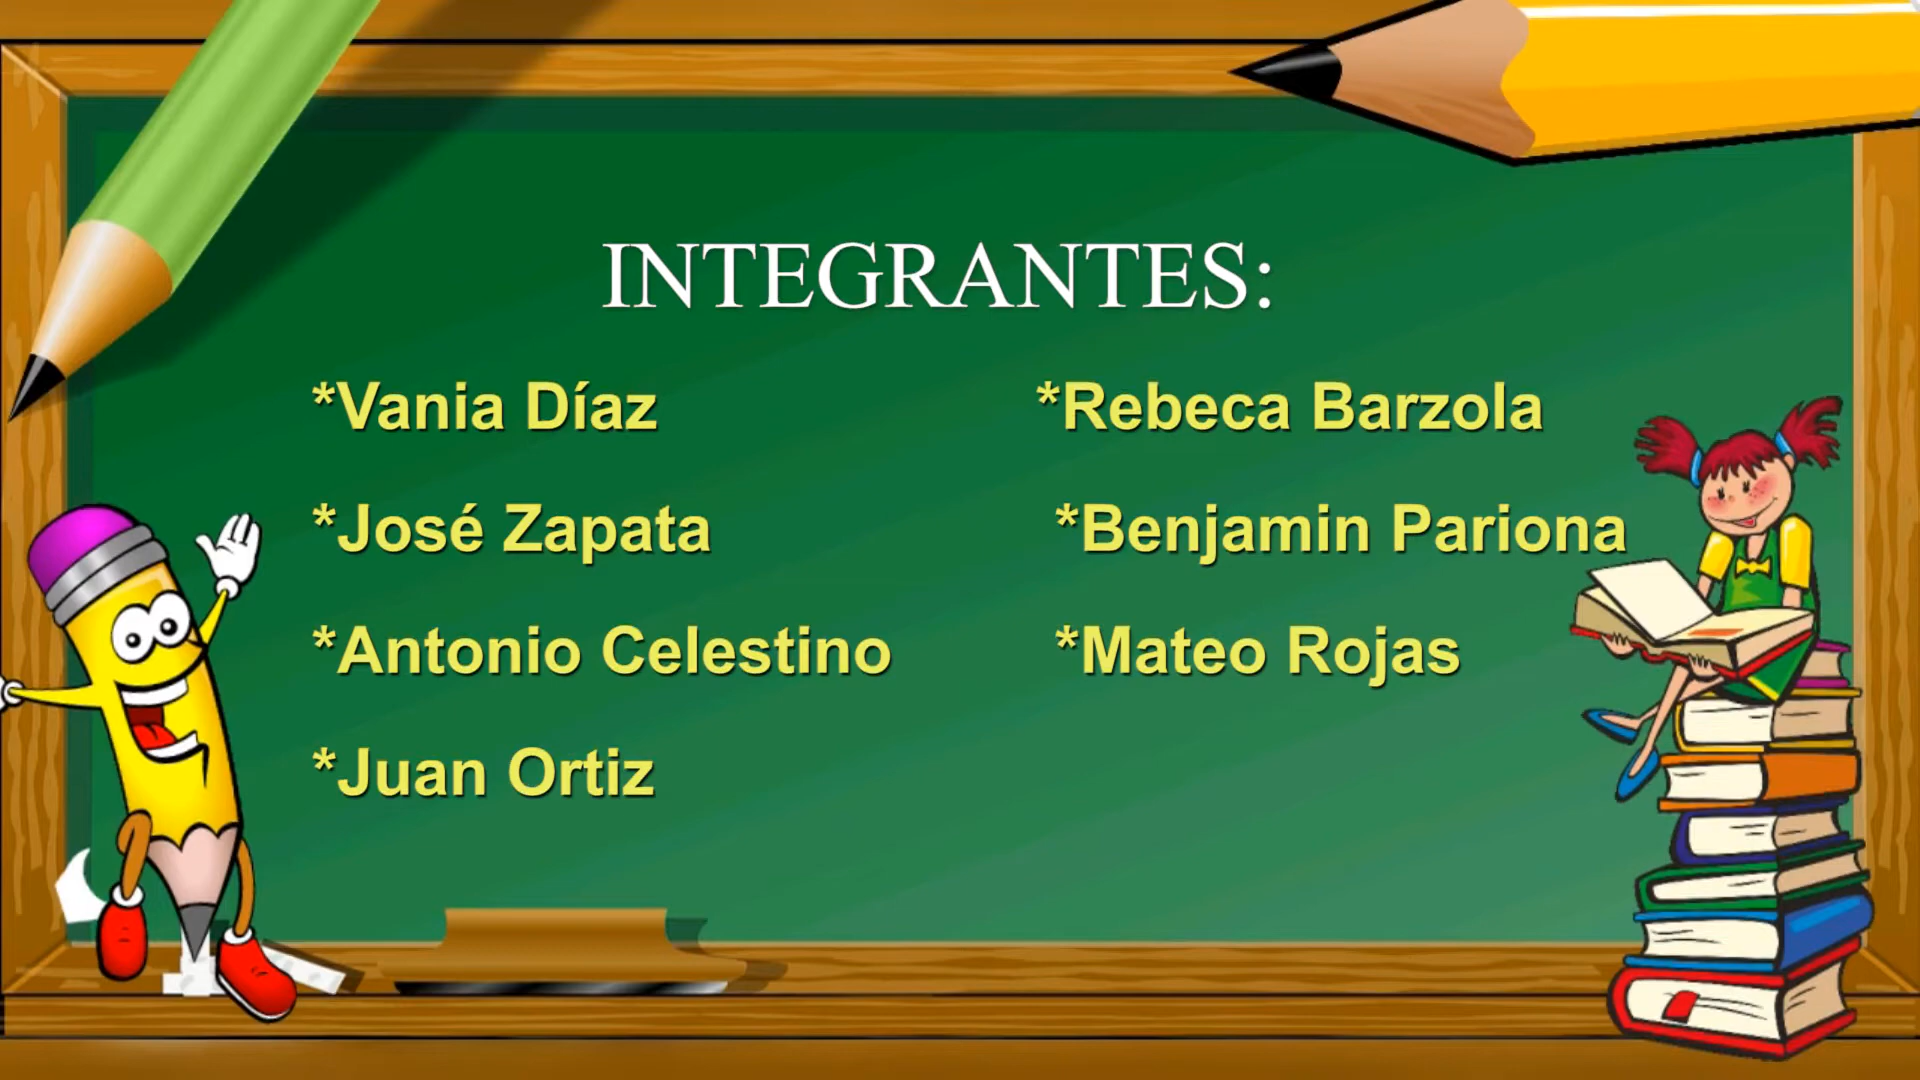 INTEGRANTES:
*Vania Díaz
*José Zapata
*Antonio Celestino
*Juan Ortiz
*Rebeca Barzola
*Benjamin Pariona
*Mateo Rojas